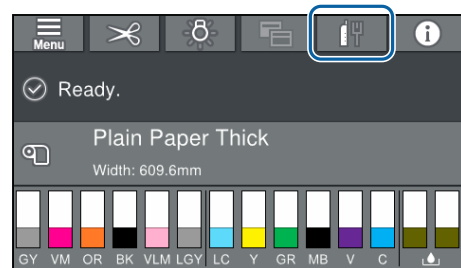 Menu
Ready.
Plain Paper Thick
Width: 609.6mm
GY VM OR BK VLM LGY LC Y GR MB V C